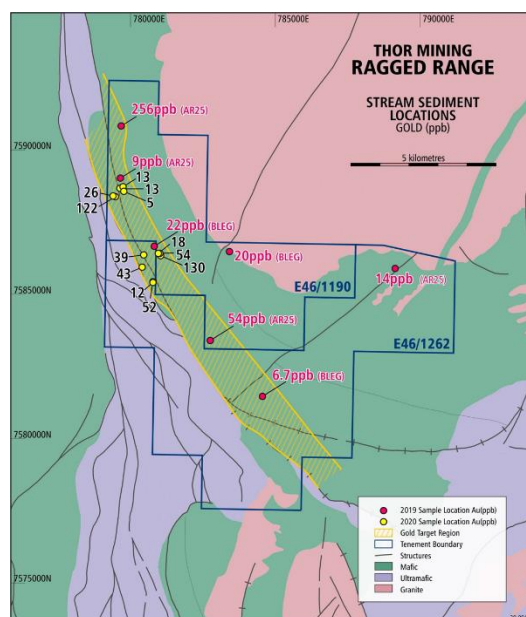 780000E
785000E
790000E
THOR MINING
RAGGED RANGE
STREAM SEDIMENT
LOCATIONS
GOLD (ppb)
5 kilometres
256ppb (AR25)
7590000N
9ppb (AR25)
13
13
26
5
122
22ppb (BLEG)
18
39
54
20ppb (BLEG)
130
43
14ppb (AR25)
7585000N
12
E46/1190
52
54ppb (AR25)
E46/1262
6.7ppb (BLEG)
7580000N
7575000N
2019 Sample Location Au(ppb)
2020 Sample Location Au(ppb)
Gold Target Region
Tenement Boundary
Structures
Mafic
Ultramafic
Granite